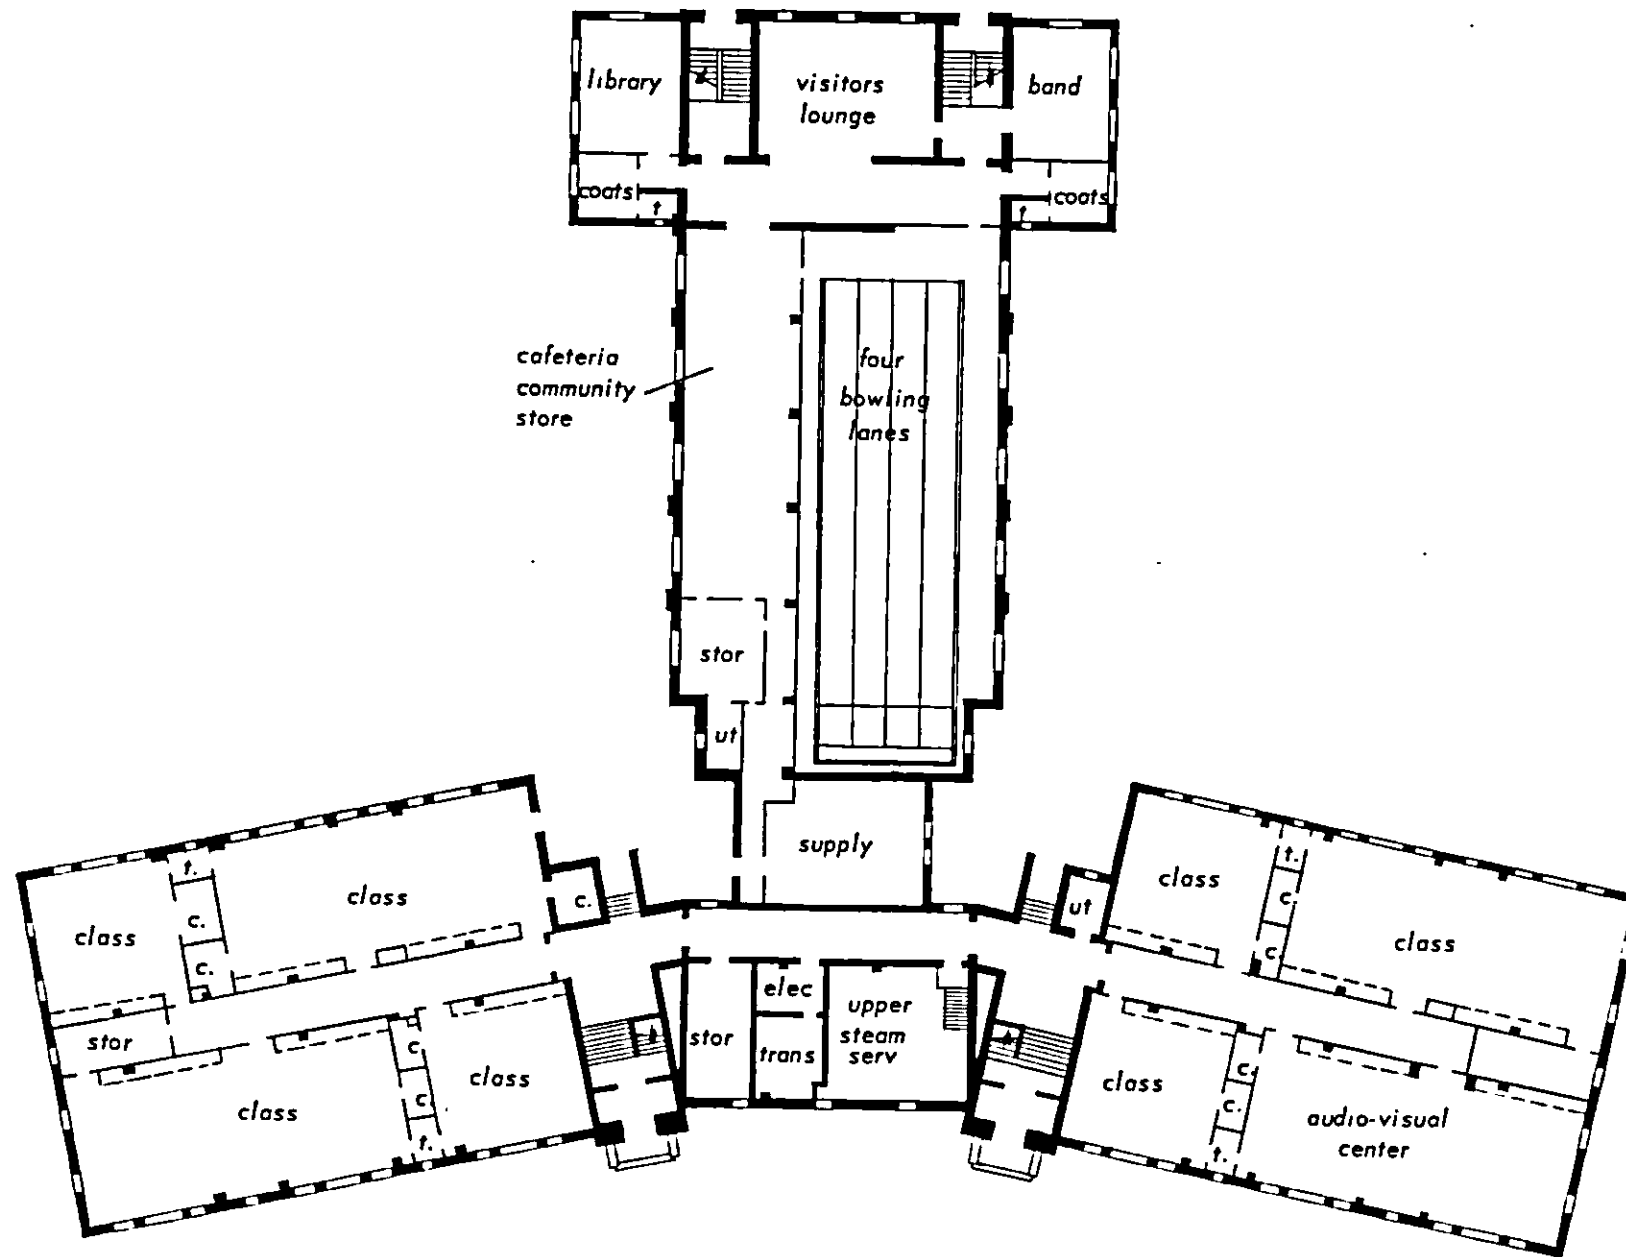 library
visitors
lounge
band
coats
t
t
coats
cafeteria
community
store
four
bowling
lanes
stor
ut
supply
class
t.
c.
c.
class
c.
stor
class
c
c.
t.
class
stor
elec
trans
upper
steam
serv
ut
class
t.
c.
c.
class
class
c.
c.
t.
audio-visual
center